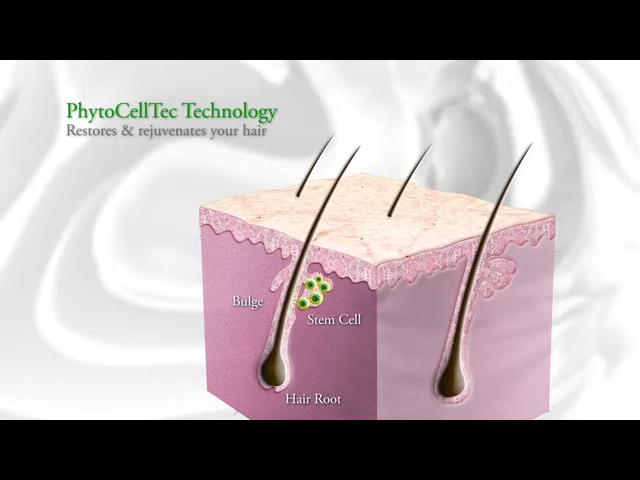 PhytoCellTec Technology
Restores & rejuvenates your hair
Bulge
Stem Cell
Hair Root